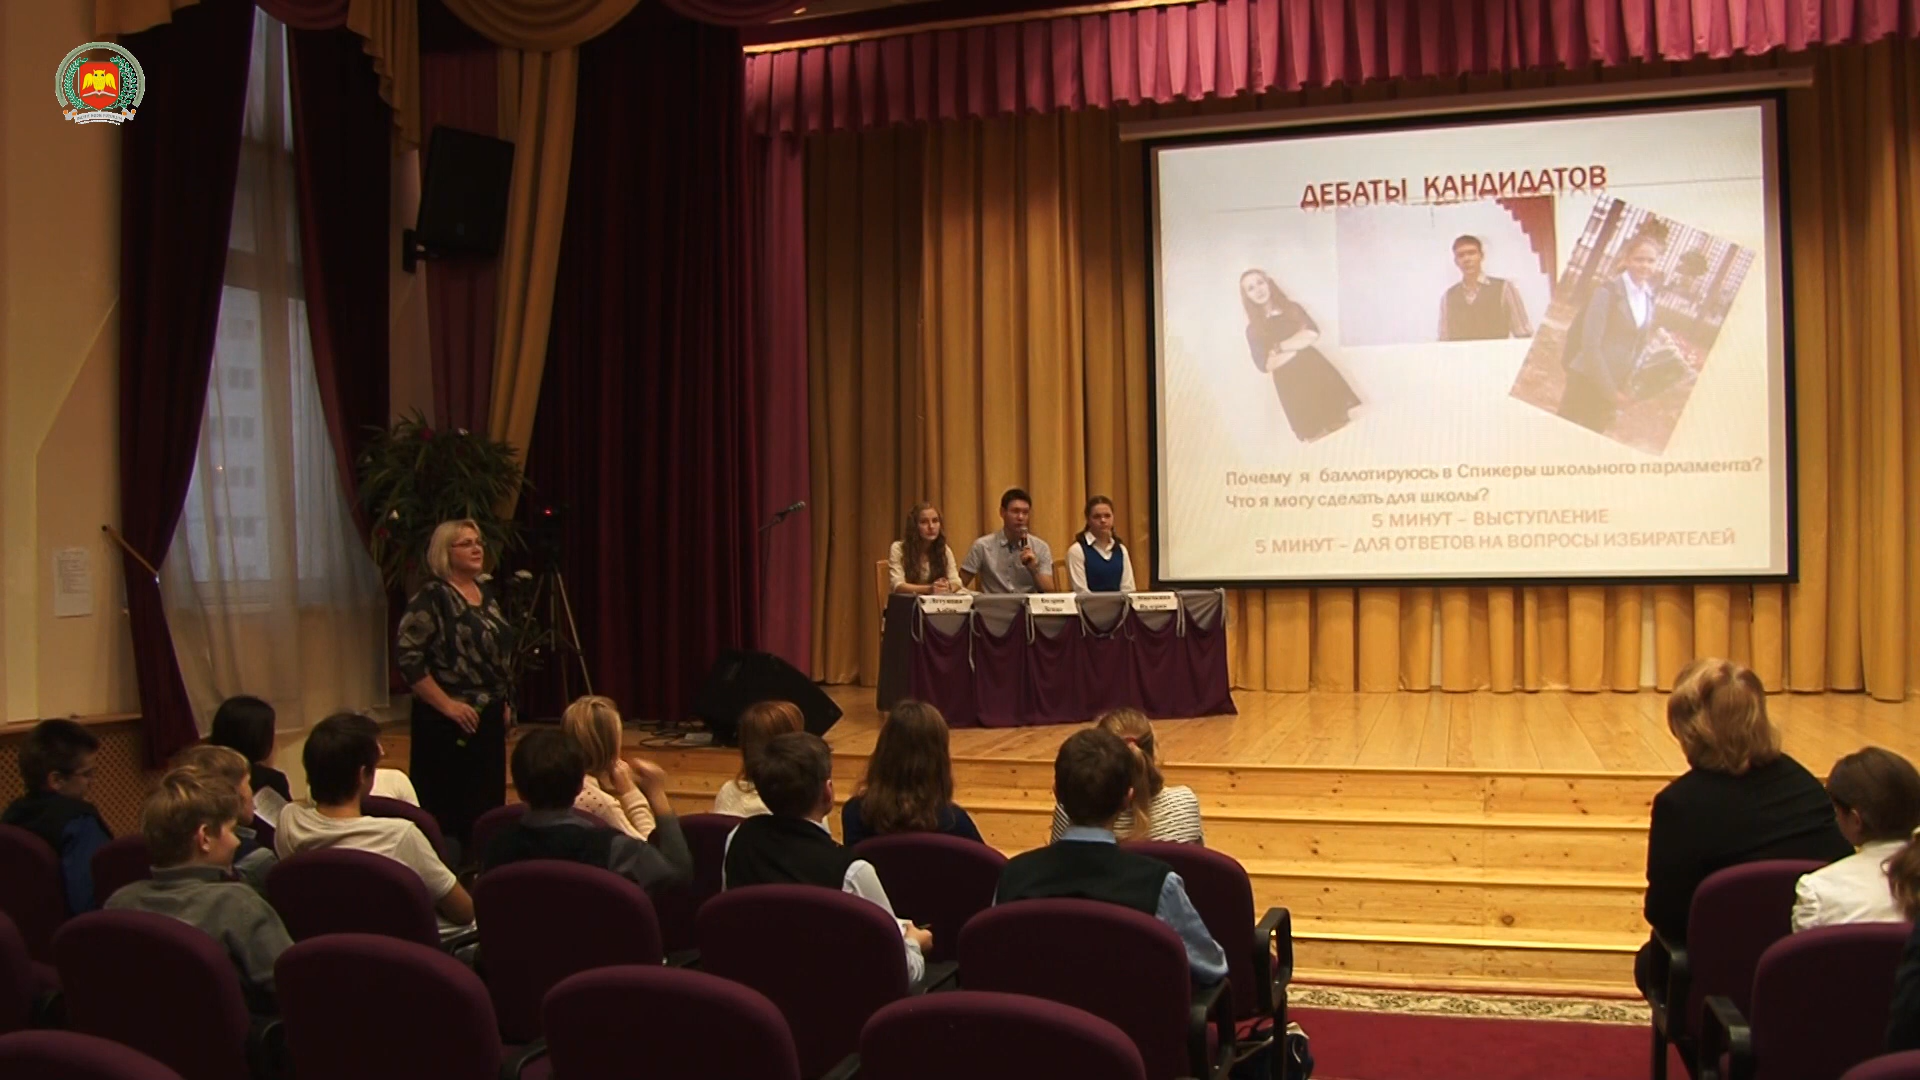 ДЕБАТЫ КАНДИДАТОВ
Почему я баллотируюсь в Спикеры школьного парламента?
Что я могу сделать для школы?
5 МИНУТ – ВЫСТУПЛЕНИЕ
5 МИНУТ – ДЛЯ ОТВЕТОВ НА ВОПРОСЫ ИЗБИРАТЕЛЕЙ